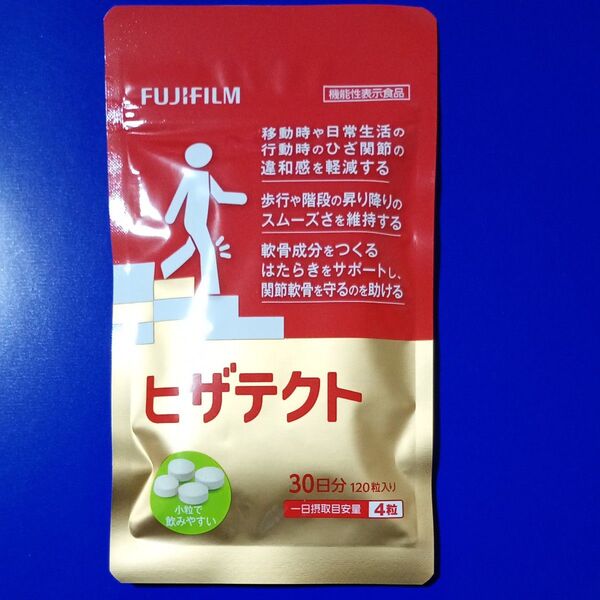 FUJIFILM
機能性表示食品
移動時や日常生活の
行動時のひざ関節の
違和感を軽減する
歩行や階段の昇り降りの
スムーズさを維持する
軟骨成分をつくる
はたらきをサポートし、
関節軟骨を守るのを助ける
ヒザテクト
30日分 120粒入り
一日摂取目安量 4粒
小粒で
飲みやすい